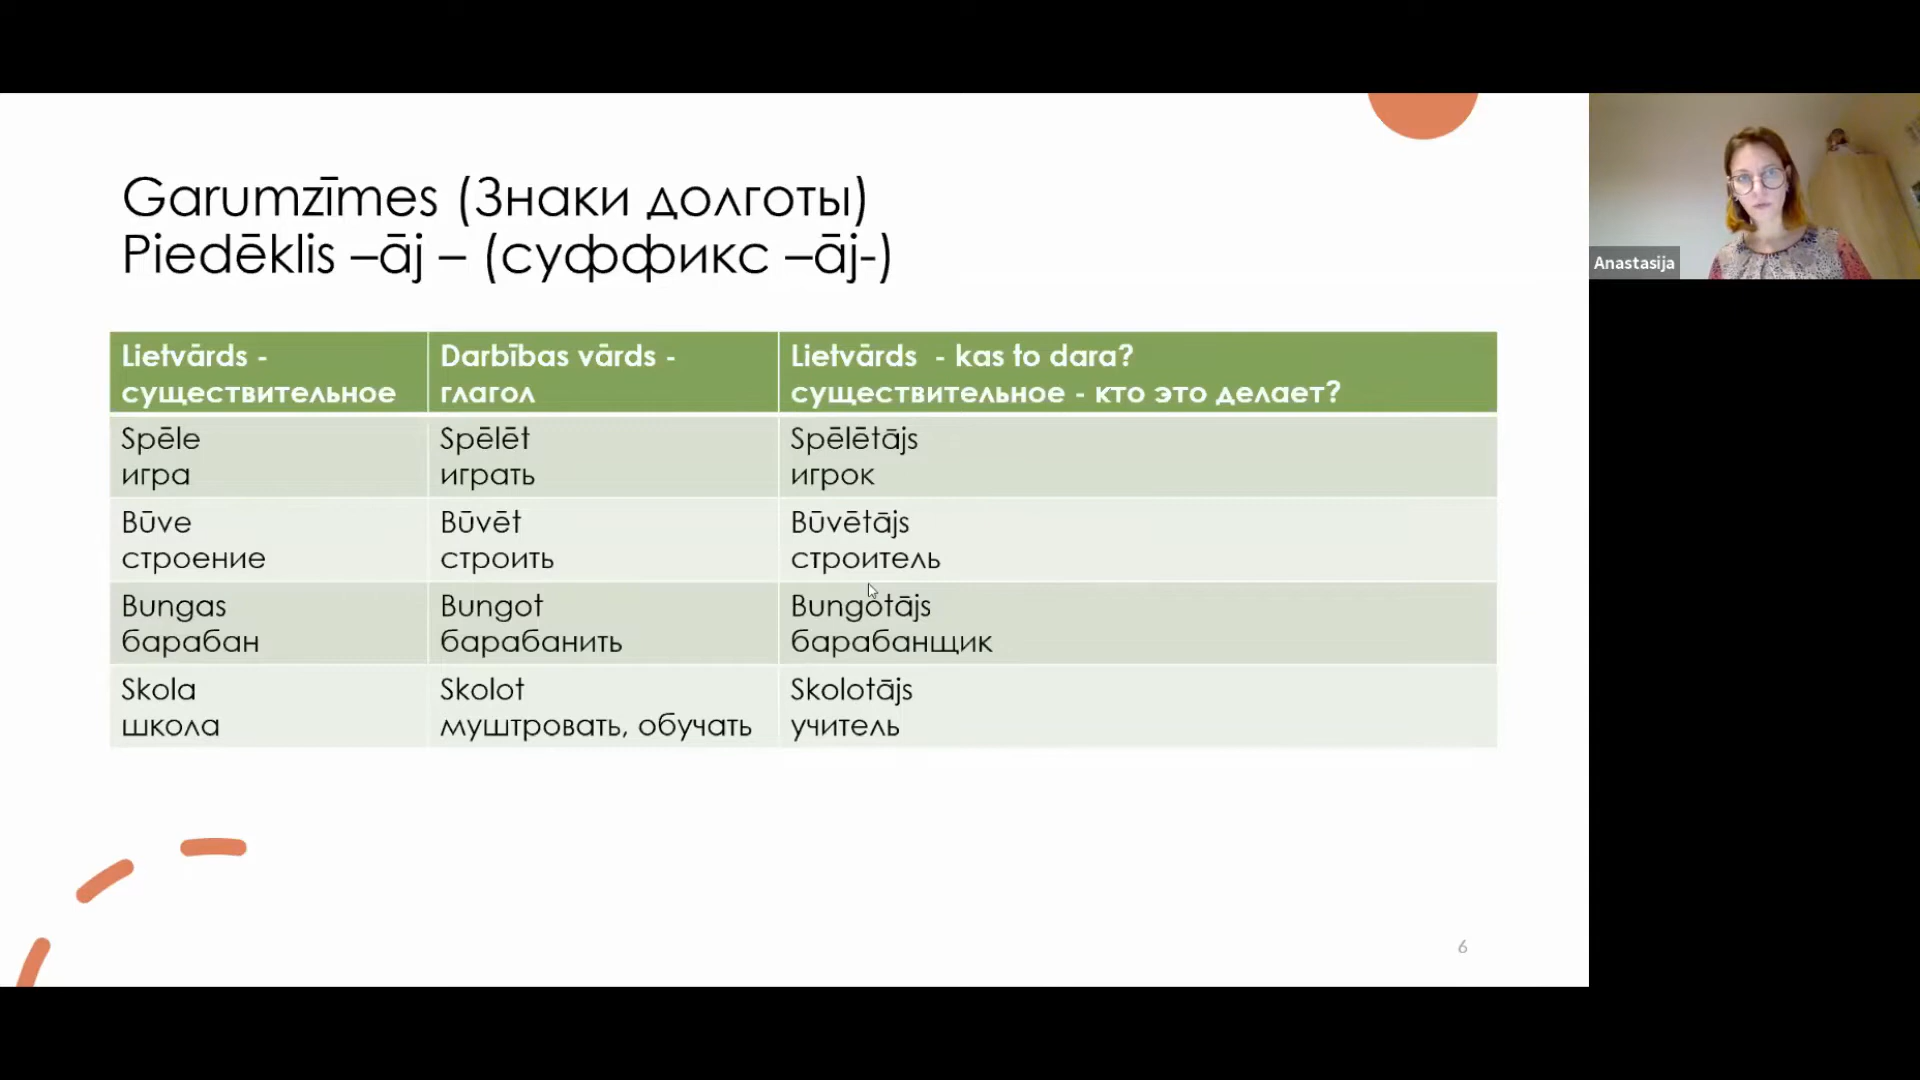 Garumzīmes (Знаки долготы)
Piedēklis –āj – (суффикс –āj-)
Lietvārds -
существительное
Darbības vārds -
глагол
Lietvārds - kas to dara?
существительное - кто это делает?
Spēle
игра
Spēlēt
играть
Spēlētājs
игрок
Būve
строение
Būvēt
строить
Būvētājs
строитель
Bungas
барабан
Bungot
барабанить
Bungotājs
барабанщик
Skola
школа
Skolot
муштровать, обучать
Skolotājs
учитель
6
Anastasija